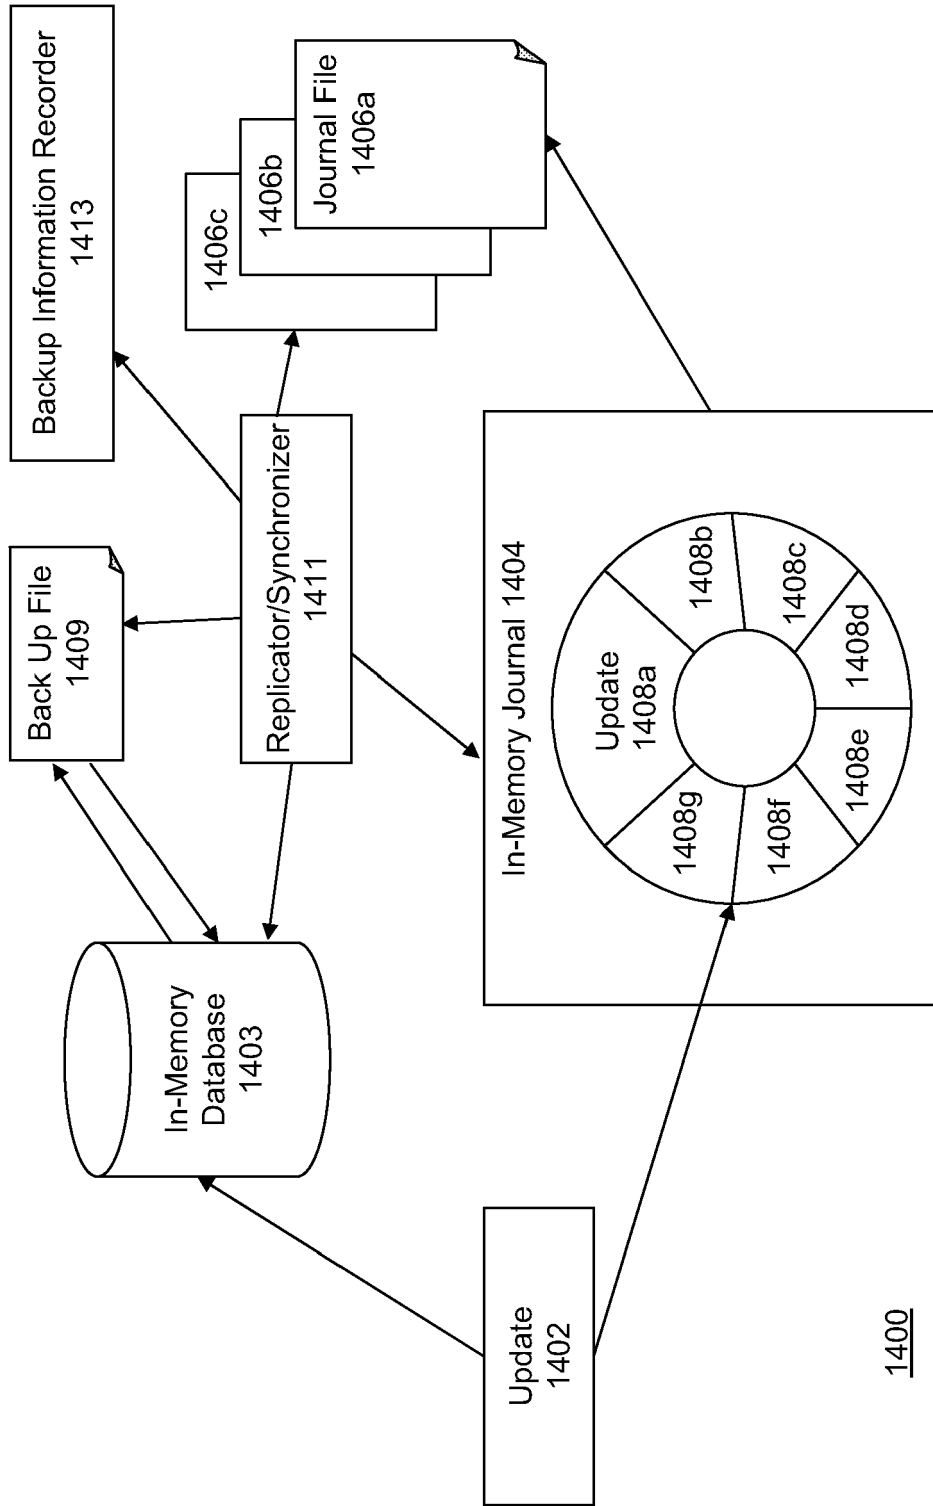 Back Up File
1409
Backup Information Recorder
1413
In-Memory
Database
1403
Replicator/Synchronizer
1411
1406c
1406b
Journal File
1406a
Update
1402
In-Memory Journal 1404
Update
1408a
1408b
1408c
1408d
1408e
1408f
1408g
1400